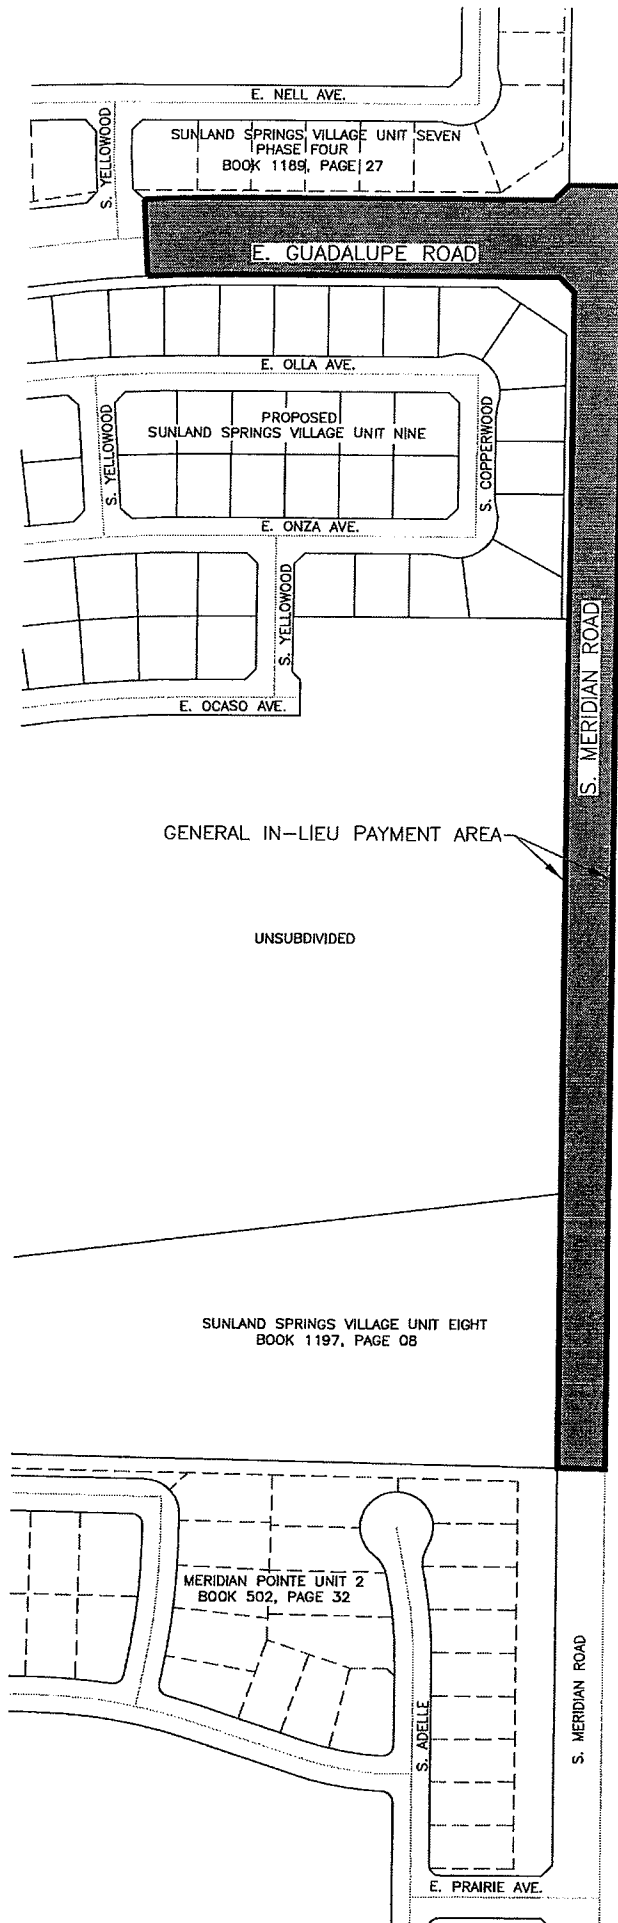 E. NELL AVE.
S. YELLOWOOD
SUNLAND SPRINGS VILLAGE UNIT SEVEN
PHASE FOUR
BOOK 1189, PAGE 27
E. GUADALUPE ROAD
E. OLLA AVE.
S. YELLOWOOD
PROPOSED
SUNLAND SPRINGS VILLAGE UNIT NINE
S. COPPERWOOD
E. ONZA AVE.
S. YELLOWOOD
E. OCASO AVE.
S. MERIDIAN ROAD
GENERAL IN-LIEU PAYMENT AREA
UNSUBDIVIDED
SUNLAND SPRINGS VILLAGE UNIT EIGHT
BOOK 1197, PAGE 08
MERIDIAN POINTE UNIT 2
BOOK 502, PAGE 32
S. ADELLE
S. MERIDIAN ROAD
E. PRAIRIE AVE.